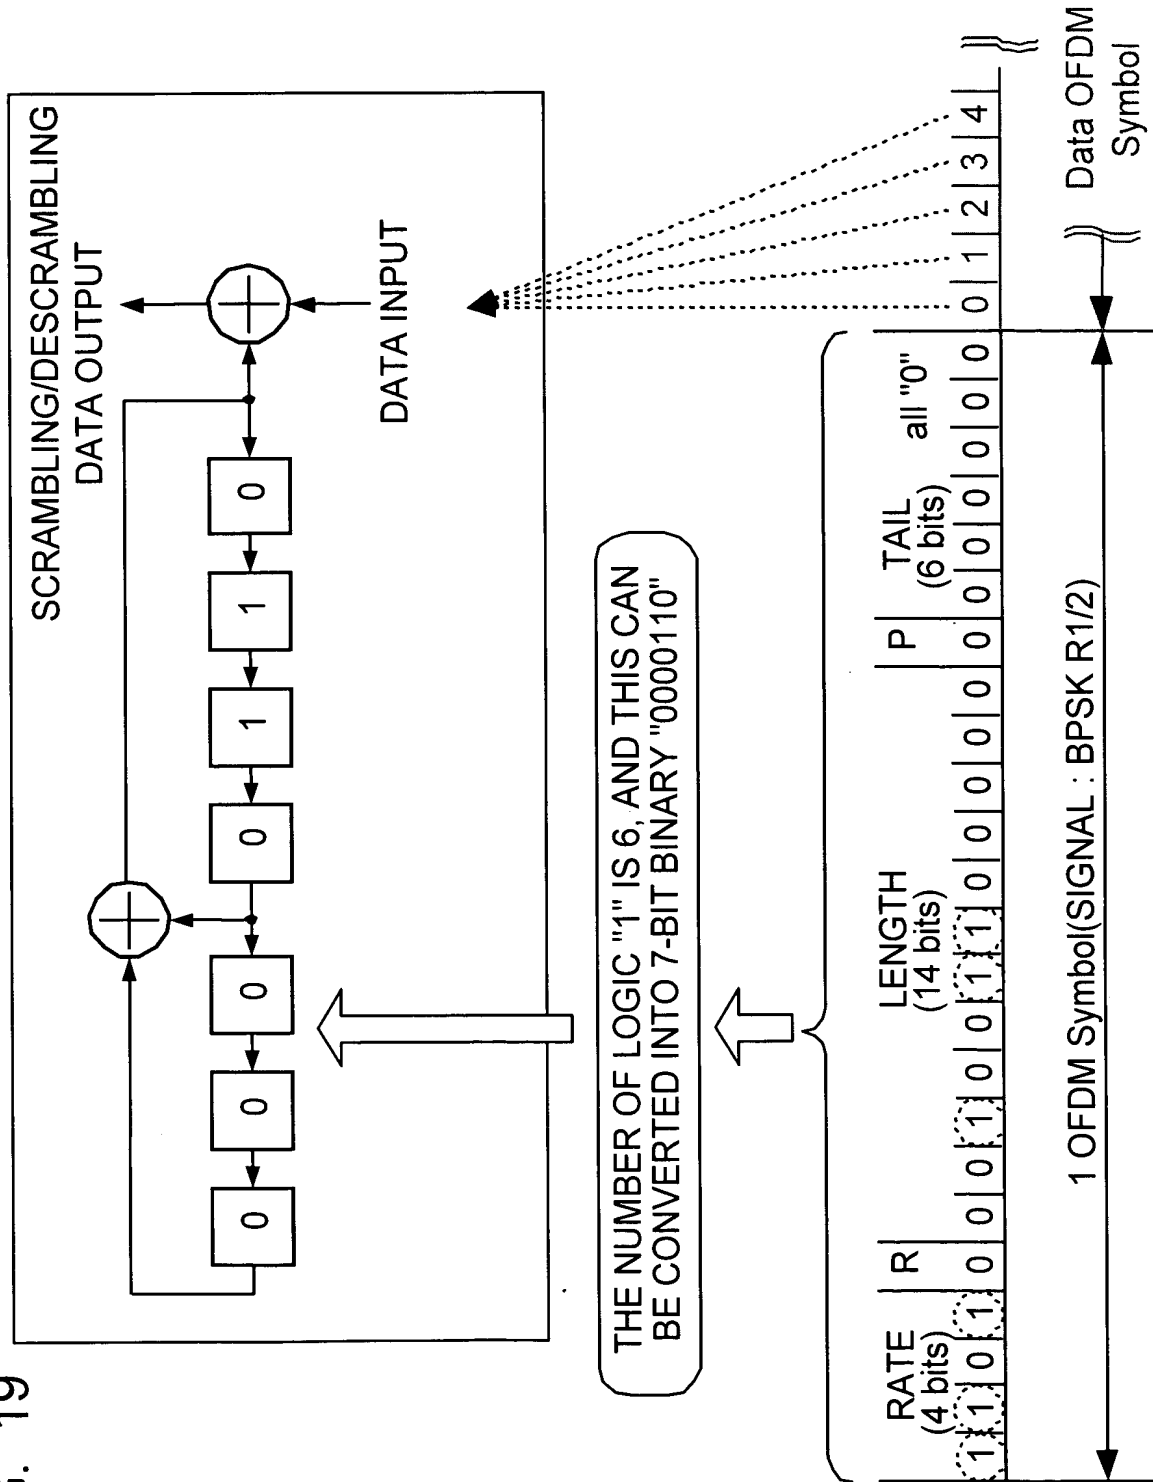 19
SCRAMBLING/DESCRAMBLING
DATA OUTPUT
0 0 0 0 1 1 0
DATA INPUT
THE NUMBER OF LOGIC "1" IS 6, AND THIS CAN
BE CONVERTED INTO 7-BIT BINARY "0000110"
RATE
(4 bits)
R
LENGTH
(14 bits)
P
TAIL
(6 bits)
all "0"
1 1 0 1 0 0 0 1 0 0 1 1 0 0 0 0 0 0 0 0 0 0 0 0 0 1 2 3 4
1 OFDM Symbol(SIGNAL : BPSK R1/2)
Data OFDM
Symbol